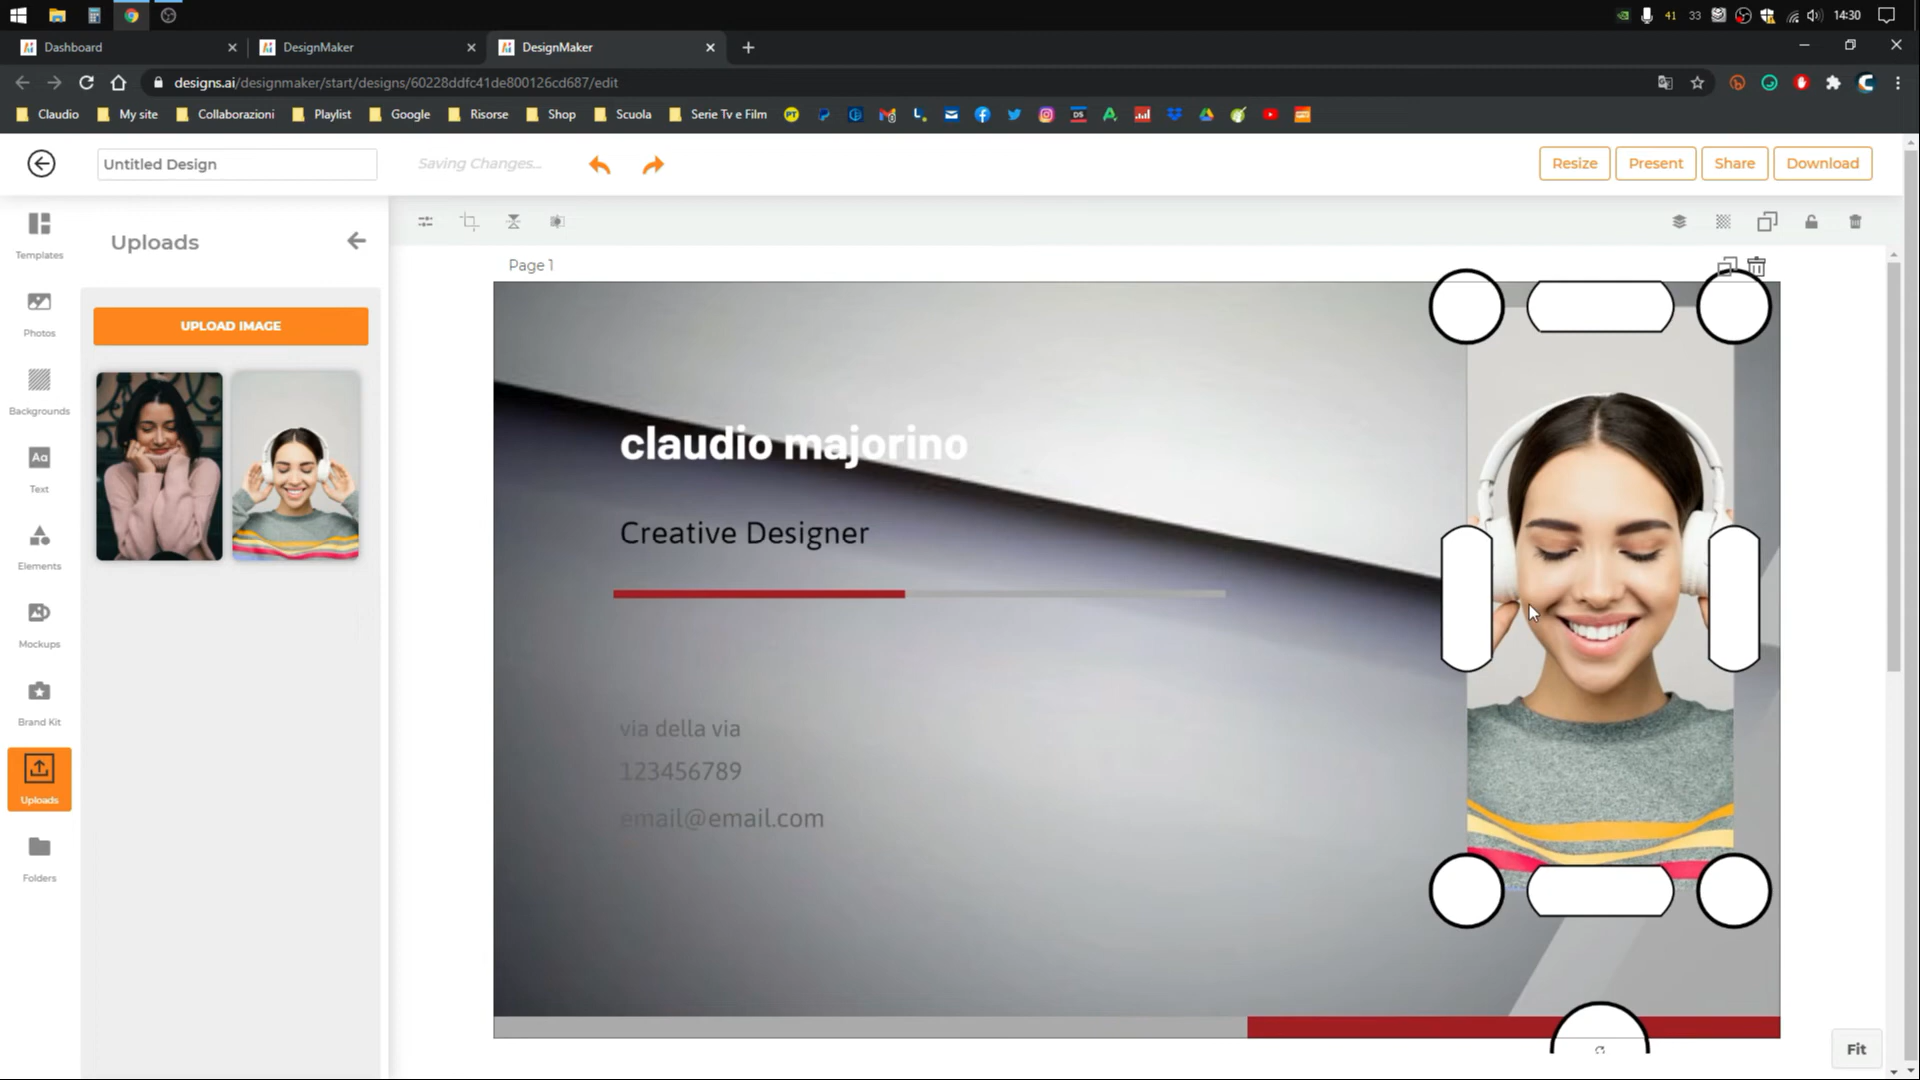 41 33 14:30
Dashboard DesignMaker DesignMaker
designs.ai/designmaker/start/designs/60228ddfc41de800126cd687/edit
Claudio My site Collaborazioni Playlist Google Risorse Shop Scuola Serie Tv e Film
Untitled Design Saving Changes... Resize Present Share Download
Templates
Uploads
Page 1
Photos
UPLOAD IMAGE
Backgrounds
claudio majorino
Text
Creative Designer
Elements
Mockups
Brand Kit
via della via
123456789
Uploads
email@email.com
Folders
Fit